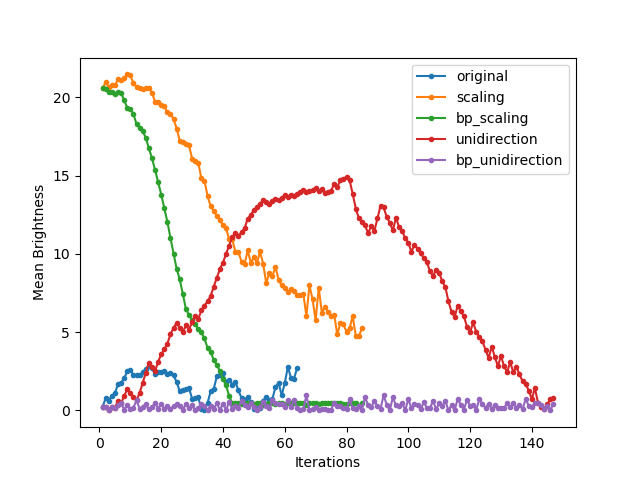 original
scaling
bp_scaling
unidirection
bp_unidirection
20
15
10
5
0
Mean Brightness
0 20 40 60 80 100 120 140
Iterations